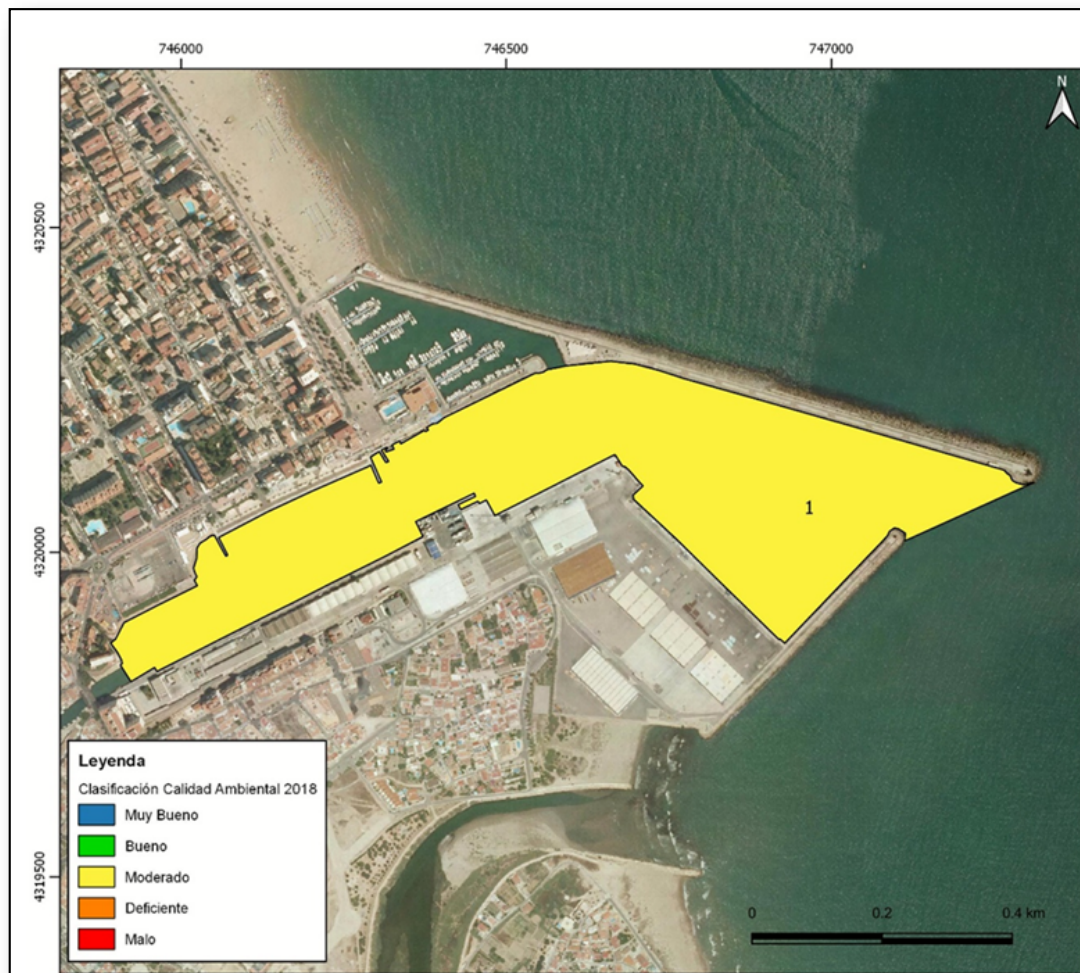 746000
746500
747000
N
4320500
4320000
4319500
1
Leyenda
Clasificación Calidad Ambiental 2018
Muy Bueno
Bueno
Moderado
Deficiente
Malo
0
0.2
0.4 km